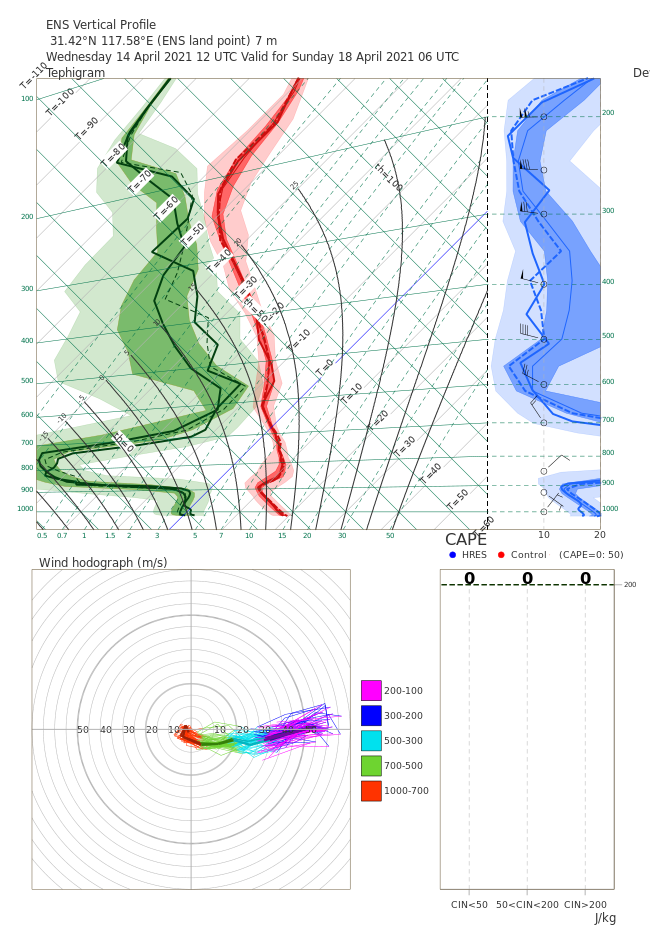 ENS Vertical Profile
31.42°N 117.58°E (ENS land point) 7 m
Wednesday 14 April 2021 12 UTC Valid for Sunday 18 April 2021 06 UTC
Tephigram
De
T=-110
T=-100
T=-90
T=-80
T=-70
T=-60
T=-50
T=-40
T=-30
T=-20
T=-10
T=0
T=10
T=20
T=30
T=40
T=50
T=60
th=100
th=50
th=0
100
200
300
400
500
600
700
800
900
1000
0.5 0.7 1 1.5 2 3 5 7 10 15 20 30 50
200
300
400
500
600
700
800
900
1000
10 20
CAPE
HRES Control (CAPE=0: 50)
Wind hodograph (m/s)
50 40 30 20 10 10 20 30
200-100
300-200
500-300
700-500
1000-700
0 0 0
200
CIN<50 50<CIN<200 CIN>200
J/kg